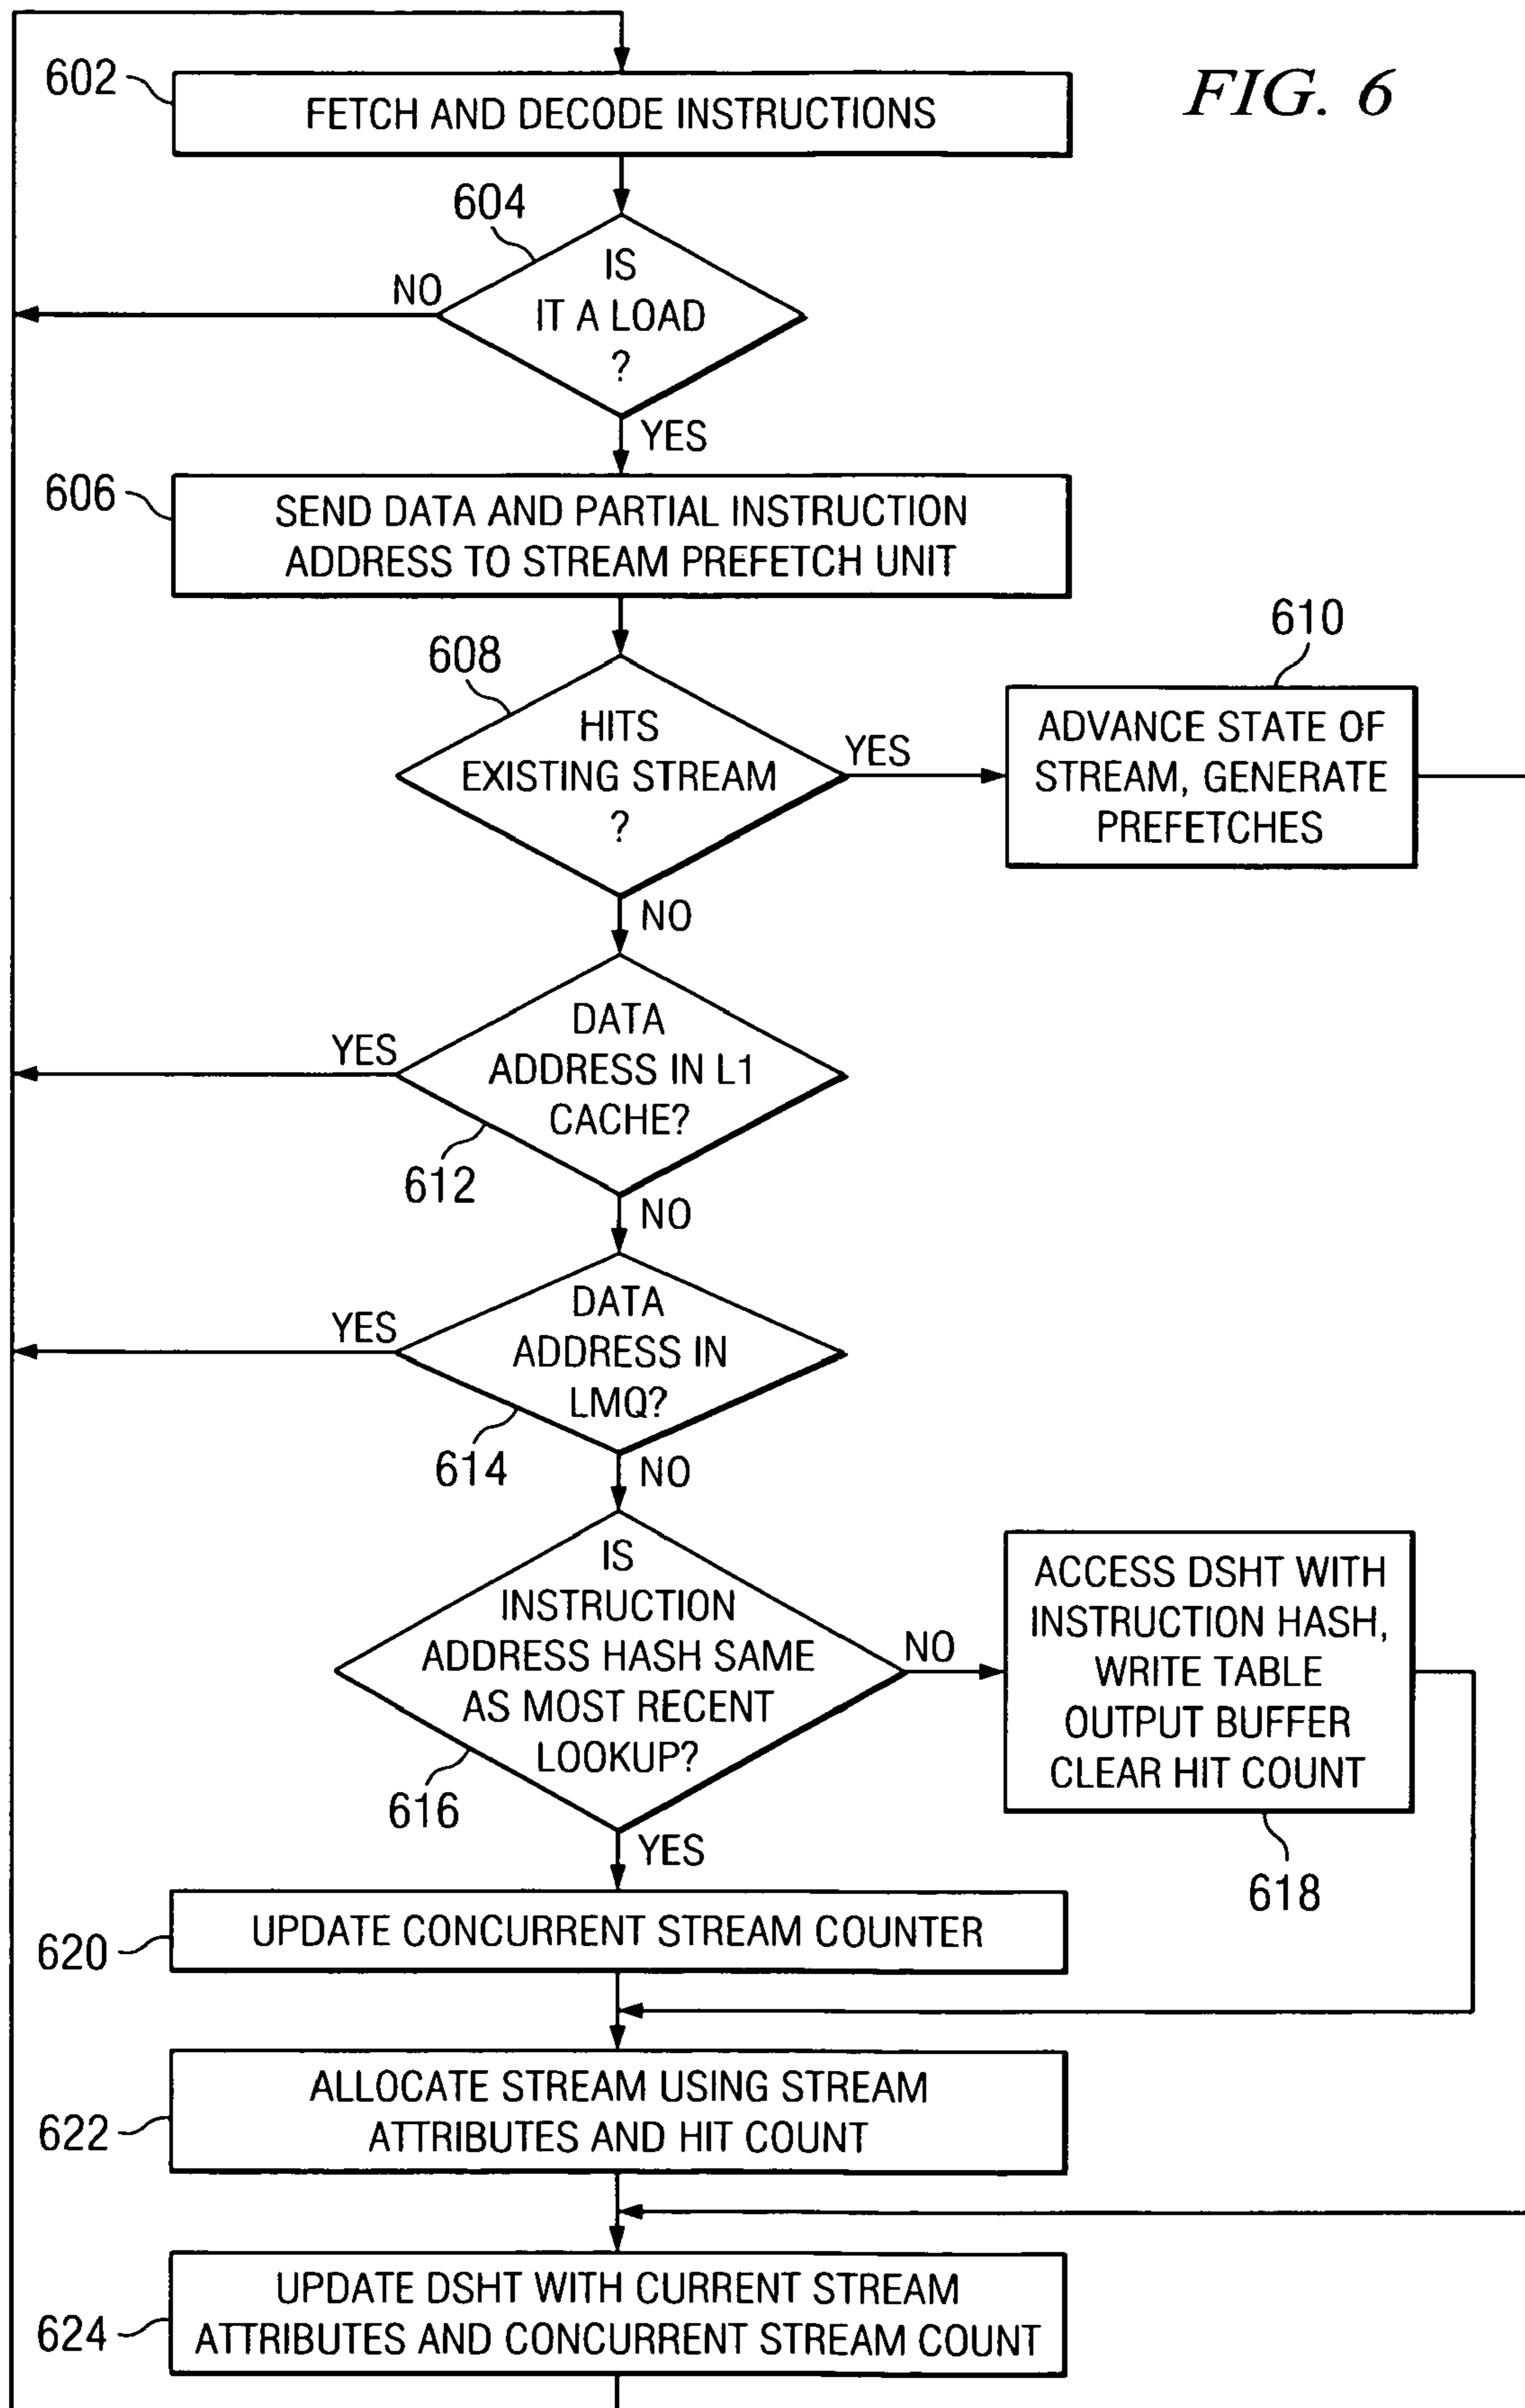 FIG. 6
602
FETCH AND DECODE INSTRUCTIONS
604
IS
IT A LOAD
?
NO
YES
606
SEND DATA AND PARTIAL INSTRUCTION
ADDRESS TO STREAM PREFETCH UNIT
608
HITS
EXISTING STREAM
?
YES
610
ADVANCE STATE OF
STREAM, GENERATE
PREFETCHES
NO
DATA
ADDRESS IN L1
CACHE?
YES
612
NO
DATA
ADDRESS IN
LMQ?
YES
614
NO
IS
INSTRUCTION
ADDRESS HASH SAME
AS MOST RECENT
LOOKUP?
616
NO
ACCESS DSHT WITH
INSTRUCTION HASH,
WRITE TABLE
OUTPUT BUFFER
CLEAR HIT COUNT
618
YES
620
UPDATE CONCURRENT STREAM COUNTER
622
ALLOCATE STREAM USING STREAM
ATTRIBUTES AND HIT COUNT
624
UPDATE DSHT WITH CURRENT STREAM
ATTRIBUTES AND CONCURRENT STREAM COUNT